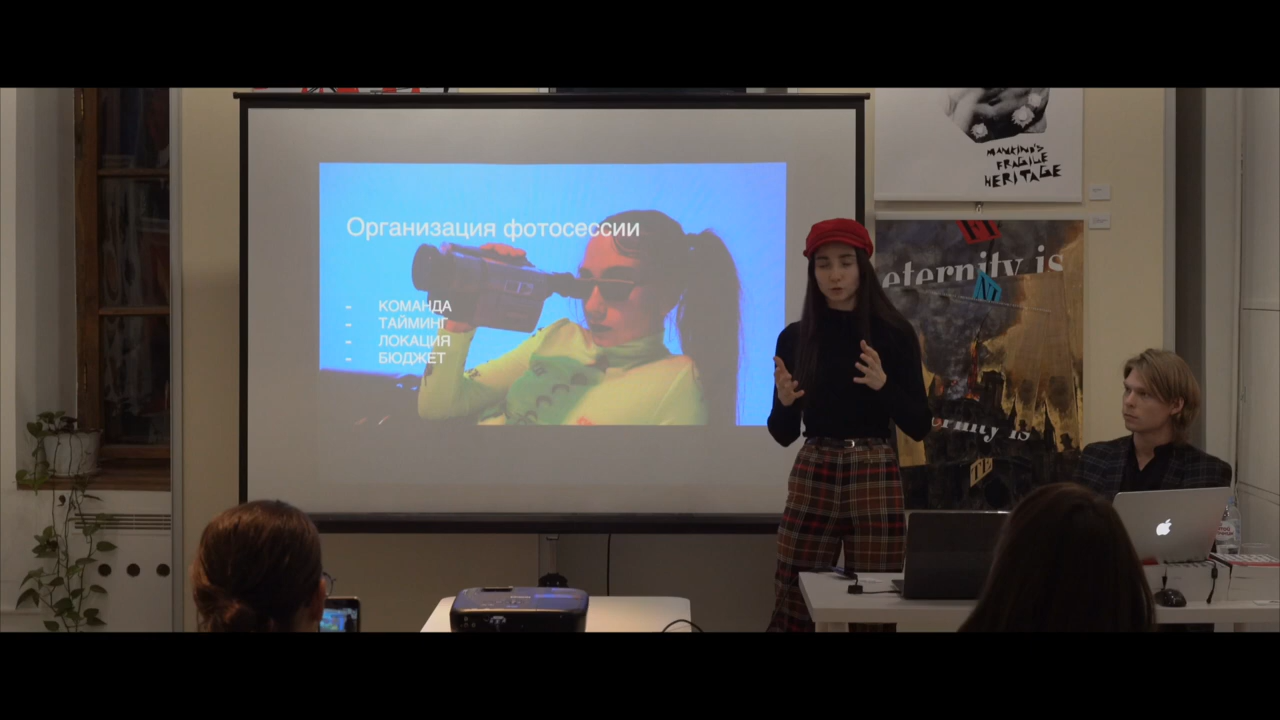 Организация фотосессии
- КОМАНДА
- ТАЙМИНГ
- ЛОКАЦИЯ
- БЮДЖЕТ
MANKIND'S
FRAGILE
HERITAGE
eternity is